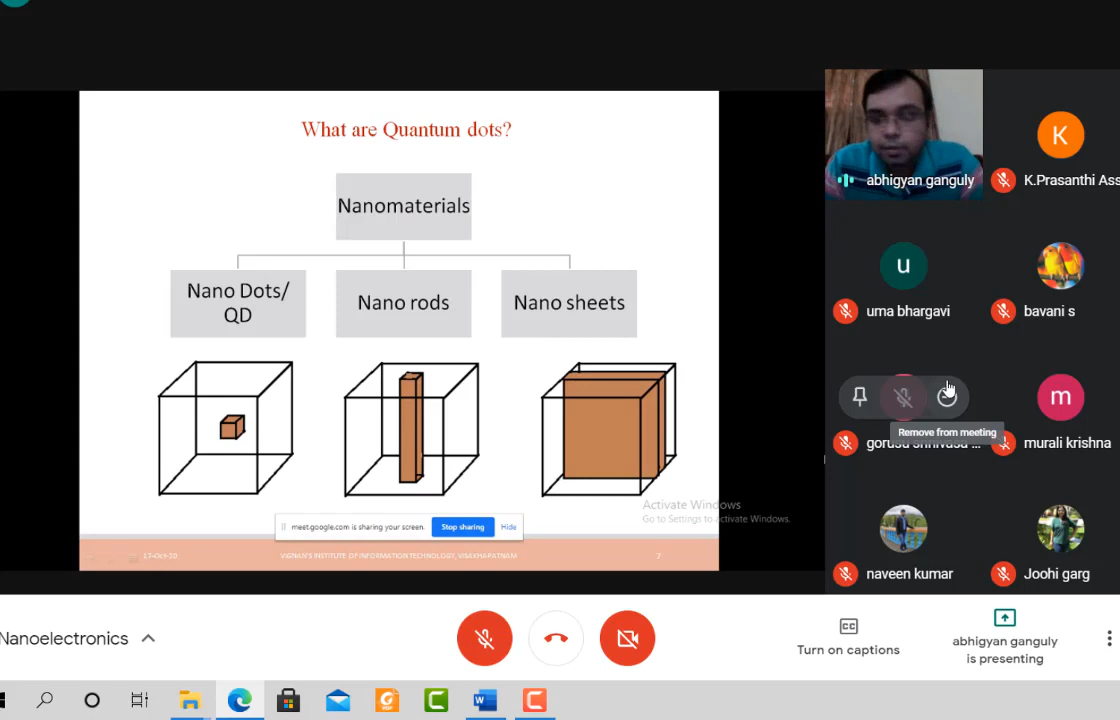 What are Quantum dots?
Nanomaterials
Nano Dots/
QD
Nano rods
Nano sheets
Activate Windows
Go to Settings to Activate Windows.
meet.google.com is sharing your screen.
Stop sharing
Hide
17-Oct-20
VIGNAN'S INSTITUTE OF INFORMATION TECHNOLOGY, VISAKHAPATNAM
2
abhigyan ganguly
K
K.Prasanthi Ass
u
uma bhargavi
bavani s
Remove from meeting
m
murali krishna
naveen kumar
Joohi garg
Nanoelectronics
CC
Turn on captions
abhigyan ganguly
is presenting